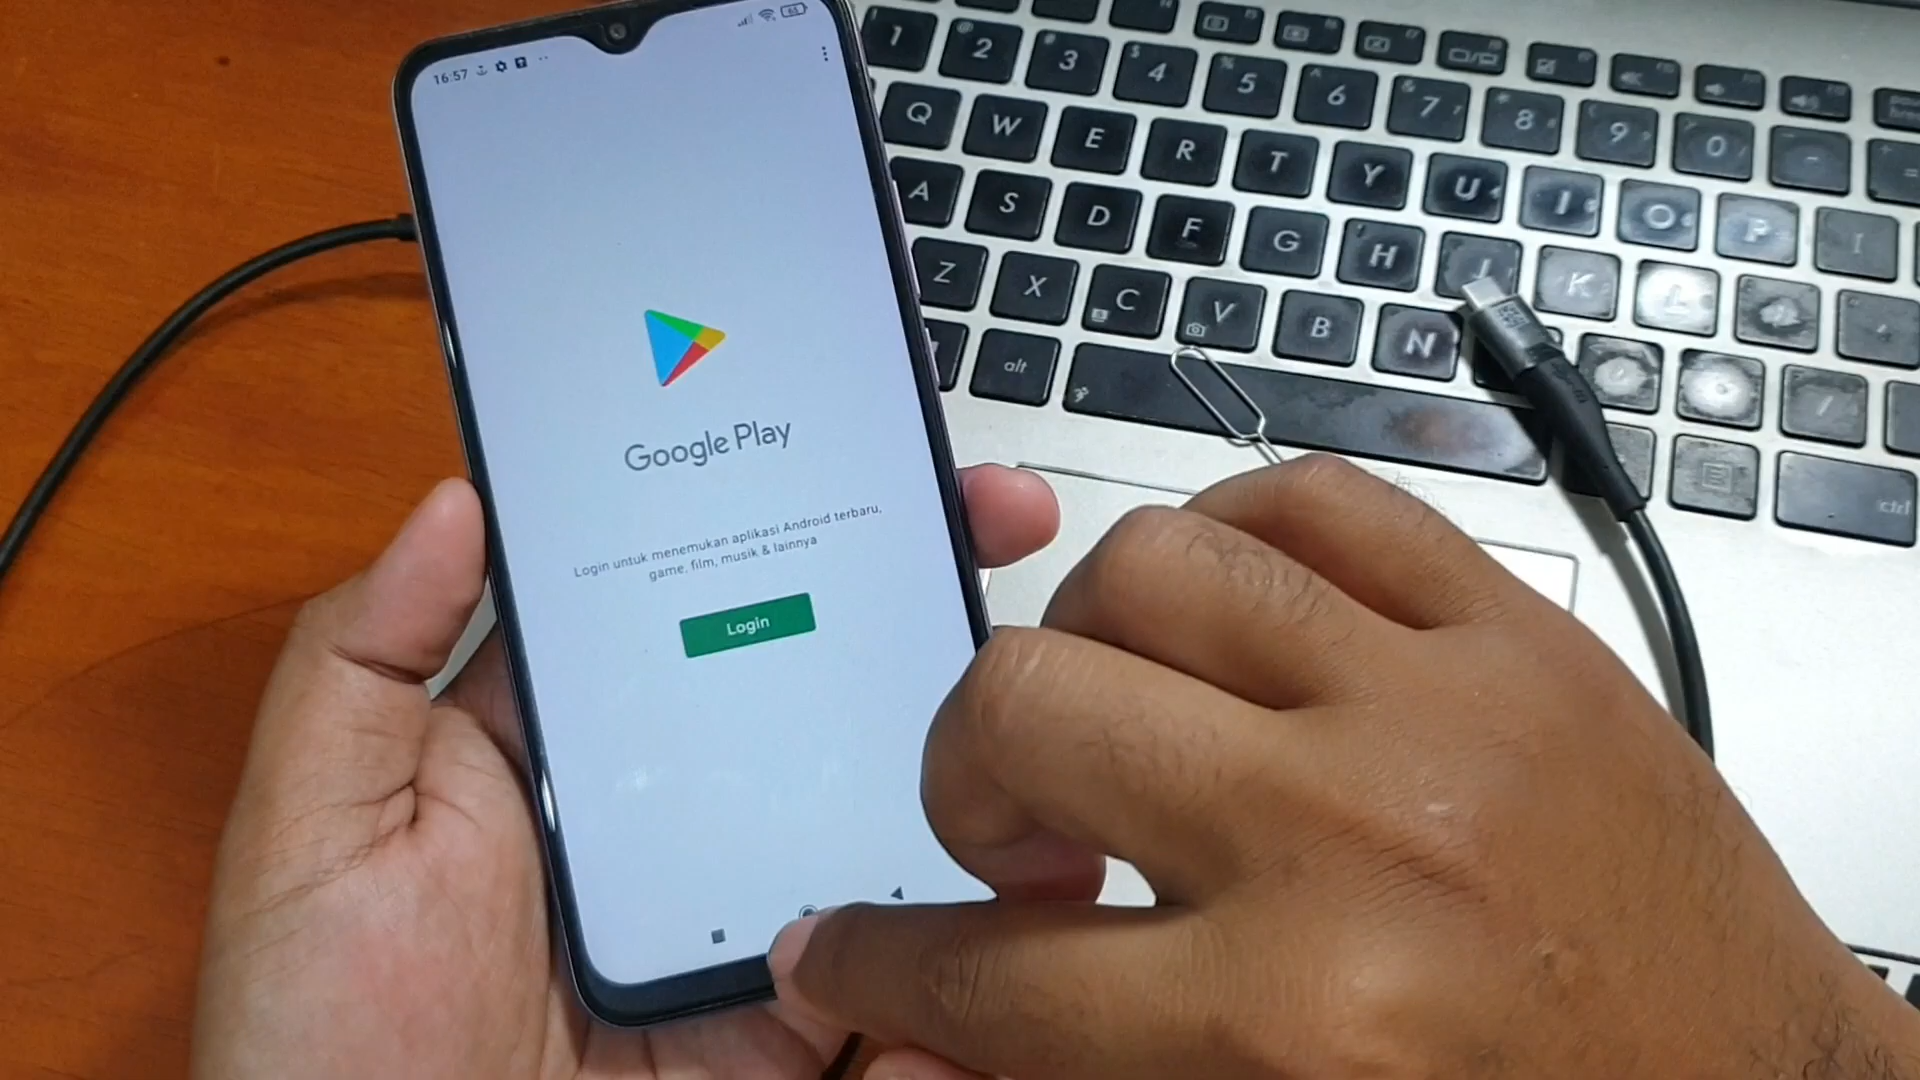 16:57
63
Google Play
Login untuk menemukan aplikasi Android terbaru,
game, film, musik & lainnya
Login
! 1 @ 2 # 3 $ 4 % 5 ^ 6 & 7 8 9 0
Q W E R T Y U I O P
A S D F G H J K L
Z X C V B N
alt
ctrl